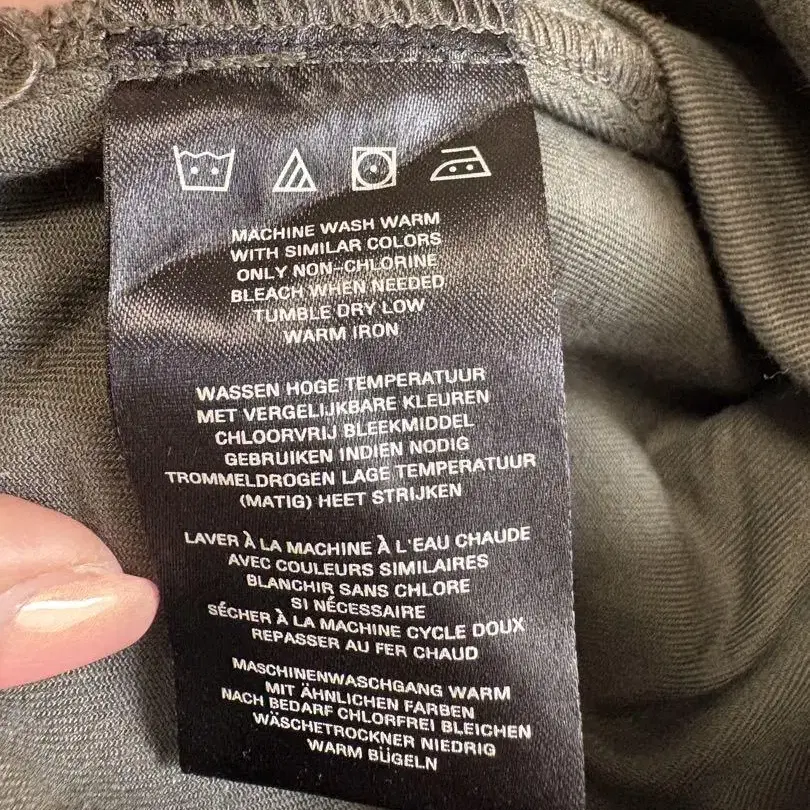 MACHINE WASH WARM
WITH SIMILAR COLORS
ONLY NON-CHLORINE
BLEACH WHEN NEEDED
TUMBLE DRY LOW
WARM IRON
WASSEN HOGE TEMPERATUUR
MET VERGELIJKBARE KLEUREN
CHLOORVRIJ BLEEKMIDDEL
GEBRUIKEN INDIEN NODIG
TROMMELDROGEN LAGE TEMPERATUUR
(MATIG) HEET STRIJKEN
LAVER À LA MACHINE À L'EAU CHAUDE
AVEC COULEURS SIMILAIRES
BLANCHIR SANS CHLORE
SI NÉCESSAIRE
SÉCHER À LA MACHINE CYCLE DOUX
REPASSER AU FER CHAUD
MASCHINENWASCHGANG WARM
MIT ÄHNLICHEN FARBEN
NACH BEDARF CHLORFREI BLEICHEN
WÄSCHETROCKNER NIEDRIG
WARM BÜGELN